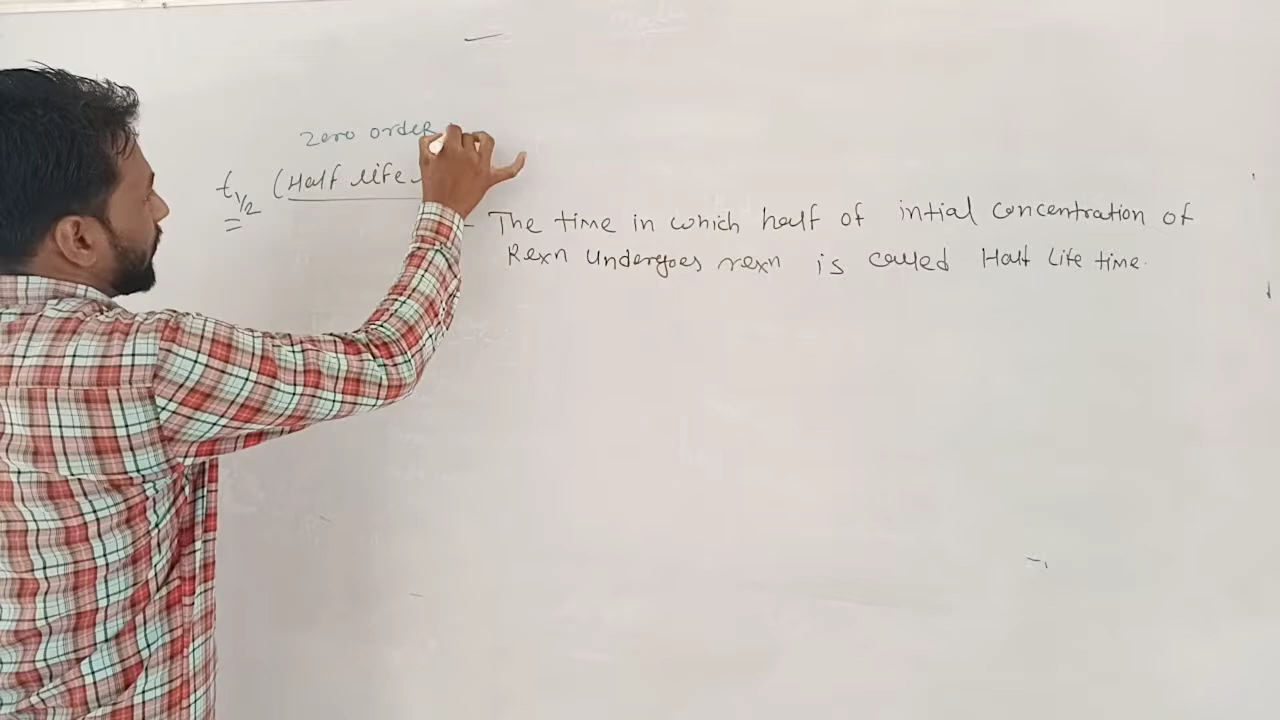 zero order
t1/2 (Half life
- The time in which half of intial concentration of
Rexn undergoes rexn is called Half Life time.